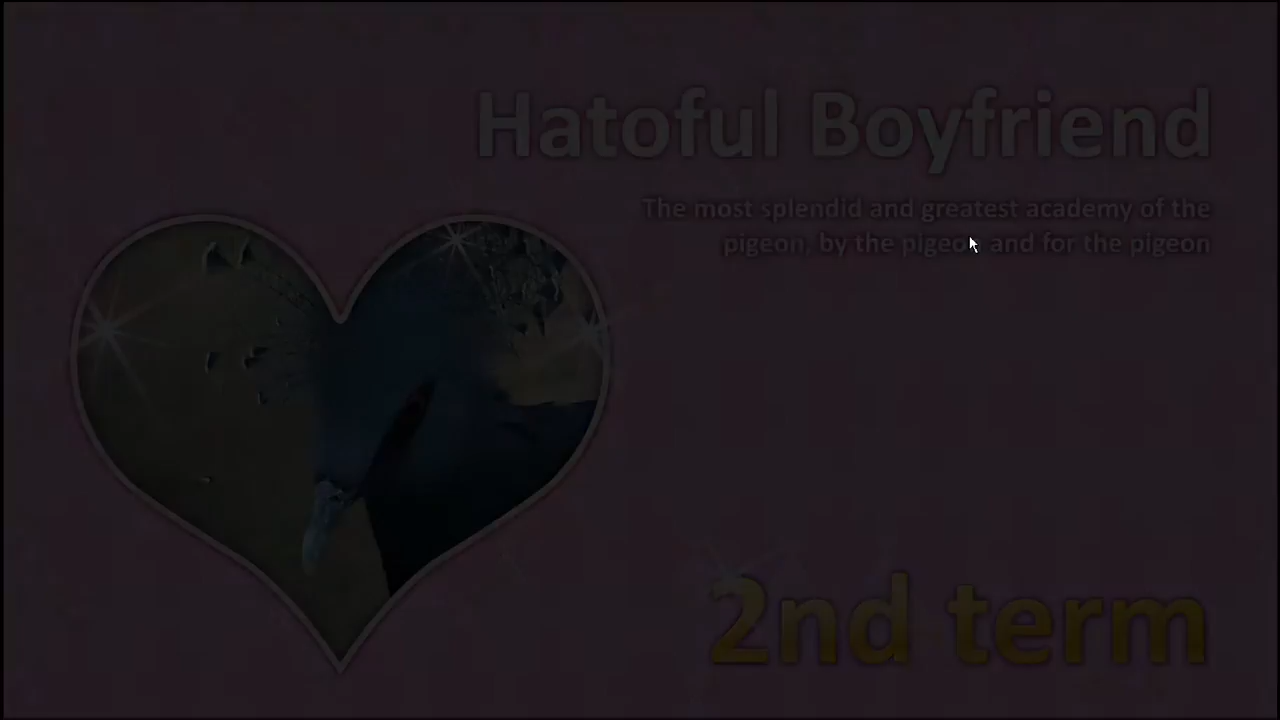 Hatoful Boyfriend
The most splendid and greatest academy of the
pigeon, by the pigeon and for the pigeon
2nd term